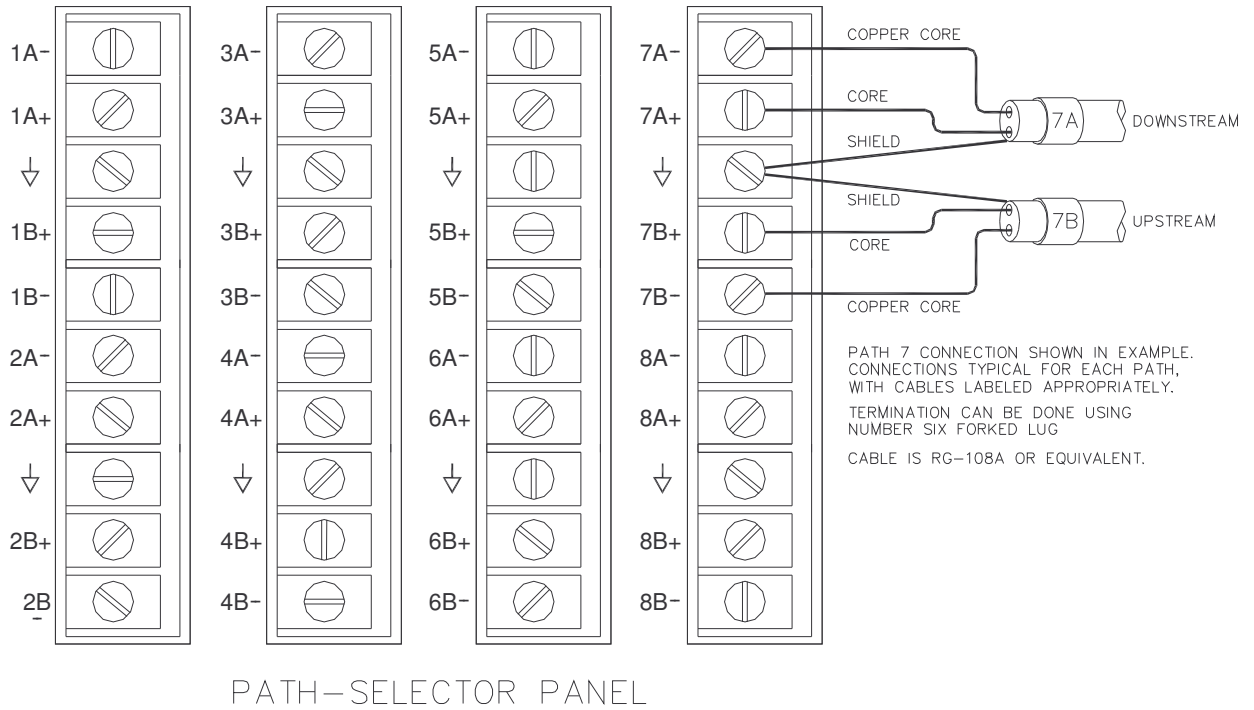 1A-
1A+
1B+
1B-
2A-
2A+
2B+
2B
-
3A-
3A+
3B+
3B-
4A-
4A+
4B+
4B-
5A-
5A+
5B+
5B-
6A-
6A+
6B+
6B-
7A-
7A+
7B+
7B-
8A-
8A+
8B+
8B-
COPPER CORE
CORE
SHIELD
7A
DOWNSTREAM
SHIELD
7B
UPSTREAM
CORE
COPPER CORE
PATH 7 CONNECTION SHOWN IN EXAMPLE.
CONNECTIONS TYPICAL FOR EACH PATH,
WITH CABLES LABELED APPROPRIATELY.
TERMINATION CAN BE DONE USING
NUMBER SIX FORKED LUG
CABLE IS RG-108A OR EQUIVALENT.
PATH-SELECTOR PANEL